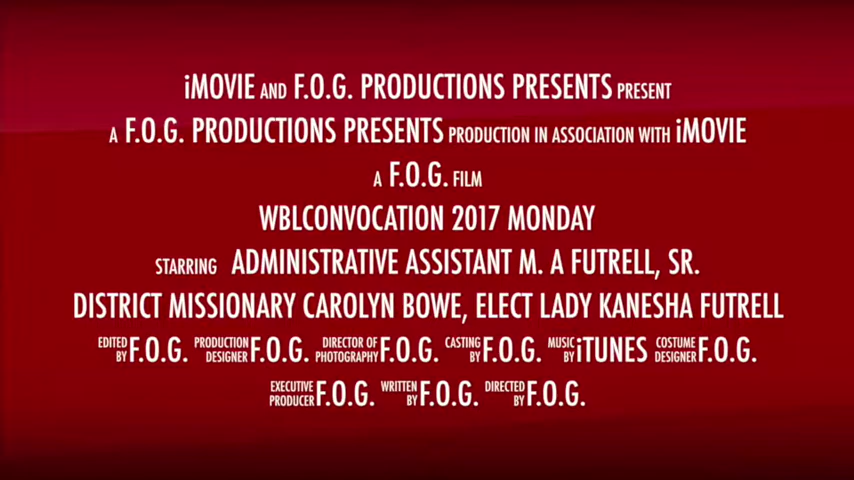 iMOVIE AND F.O.G. PRODUCTIONS PRESENTS PRESENT
A F.O.G. PRODUCTIONS PRESENTS PRODUCTION IN ASSOCIATION WITH iMOVIE
A F.O.G. FILM
WBLCONVOCATION 2017 MONDAY
STARRING ADMINISTRATIVE ASSISTANT M. A FUTRELL, SR.
DISTRICT MISSIONARY CAROLYN BOWE, ELECT LADY KANESHA FUTRELL
EDITED BY F.O.G. PRODUCTION DESIGNER F.O.G. DIRECTOR OF PHOTOGRAPHY F.O.G. CASTING BY F.O.G. MUSIC BY iTUNES COSTUME DESIGNER F.O.G.
EXECUTIVE PRODUCER F.O.G. WRITTEN BY F.O.G. DIRECTED BY F.O.G.